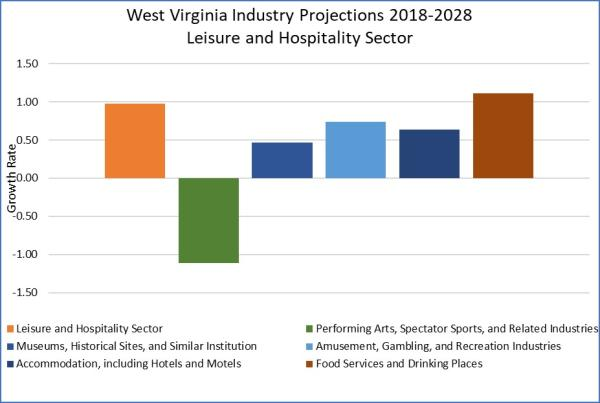 West Virginia Industry Projections 2018-2028
Leisure and Hospitality Sector
1.50
1.00
0.50
0.00
-0.50
-1.00
-1.50
Growth Rate
Leisure and Hospitality Sector
Performing Arts, Spectator Sports, and Related Industries
Museums, Historical Sites, and Similar Institution
Amusement, Gambling, and Recreation Industries
Accommodation, including Hotels and Motels
Food Services and Drinking Places